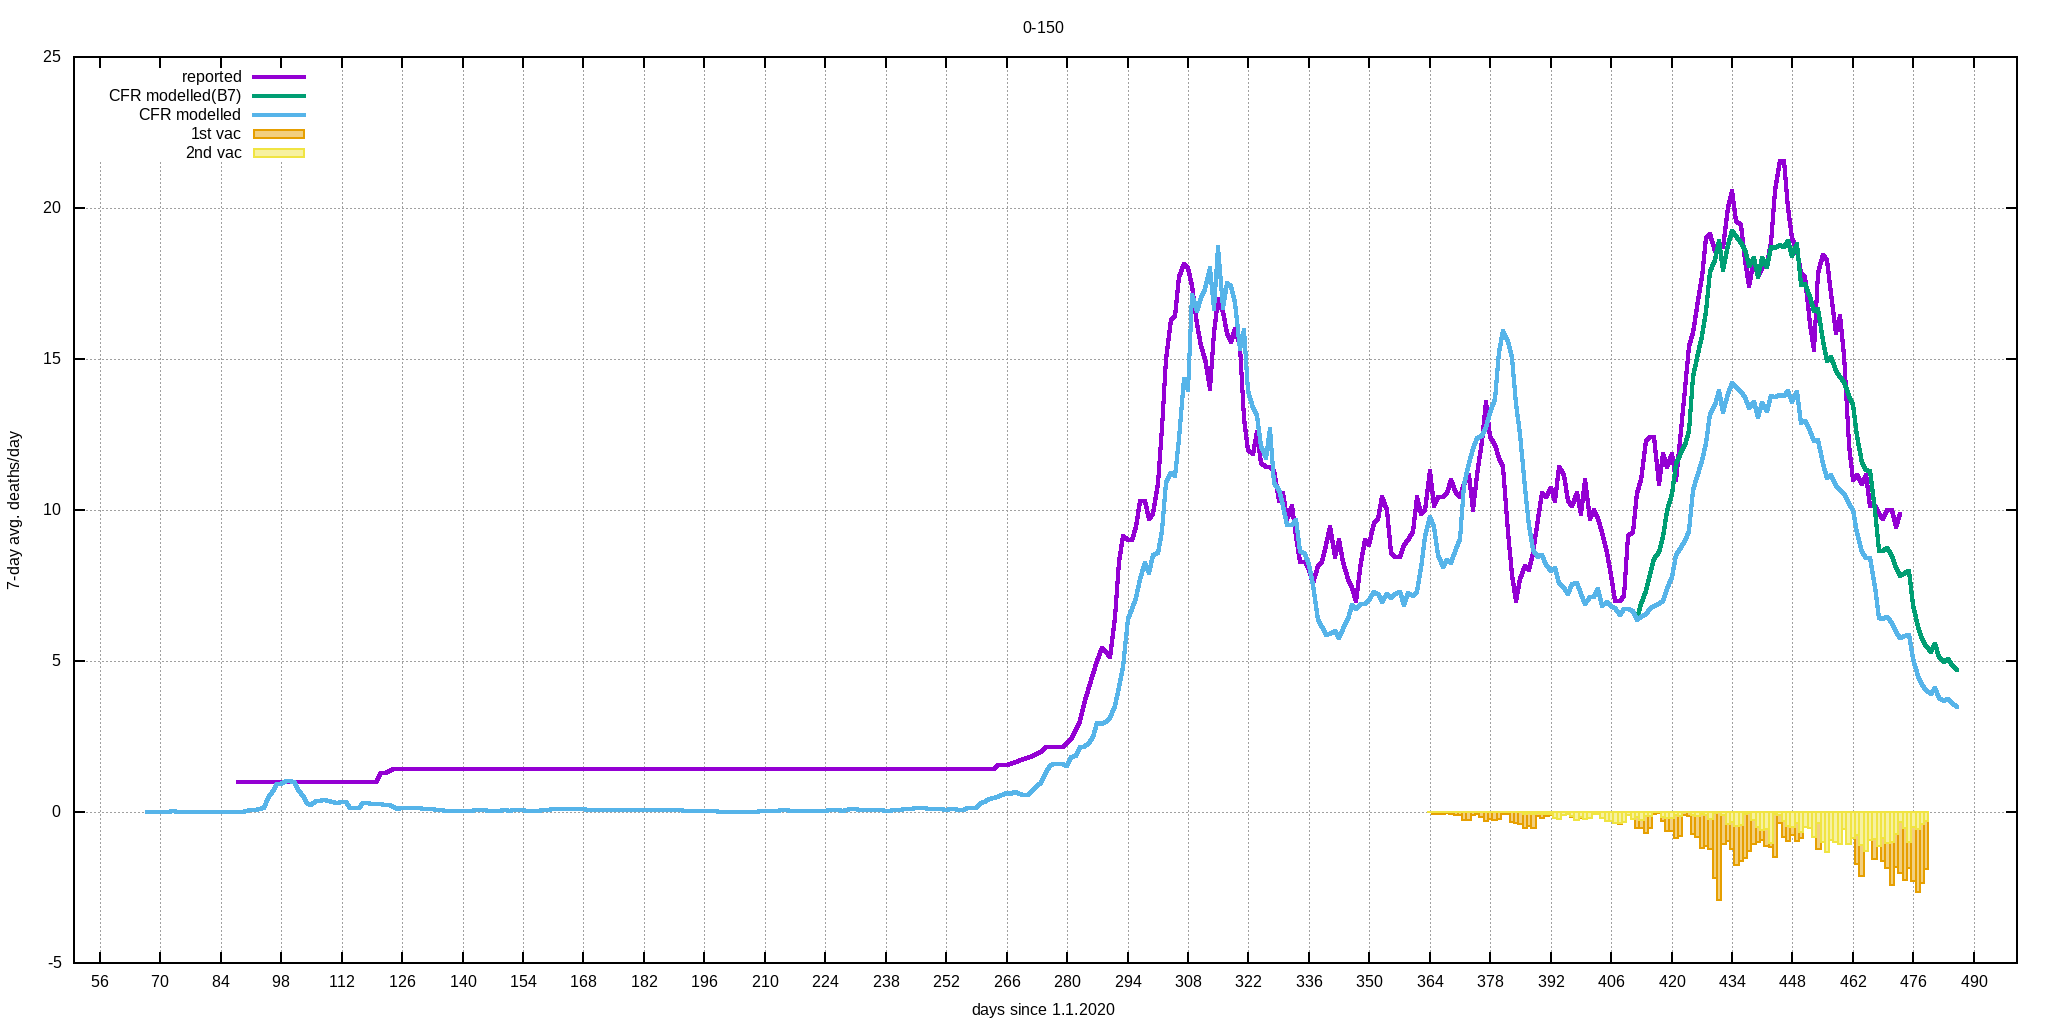 0-150
reported
CFR modelled(B7)
CFR modelled
1st vac
2nd vac
25
20
15
10
5
0
-5
7-day avg. deaths/day
56 70 84 98 112 126 140 154 168 182 196 210 224 238 252 266 280 294 308 322 336 350 364 378 392 406 420 434 448 462 476 490
days since 1.1.2020